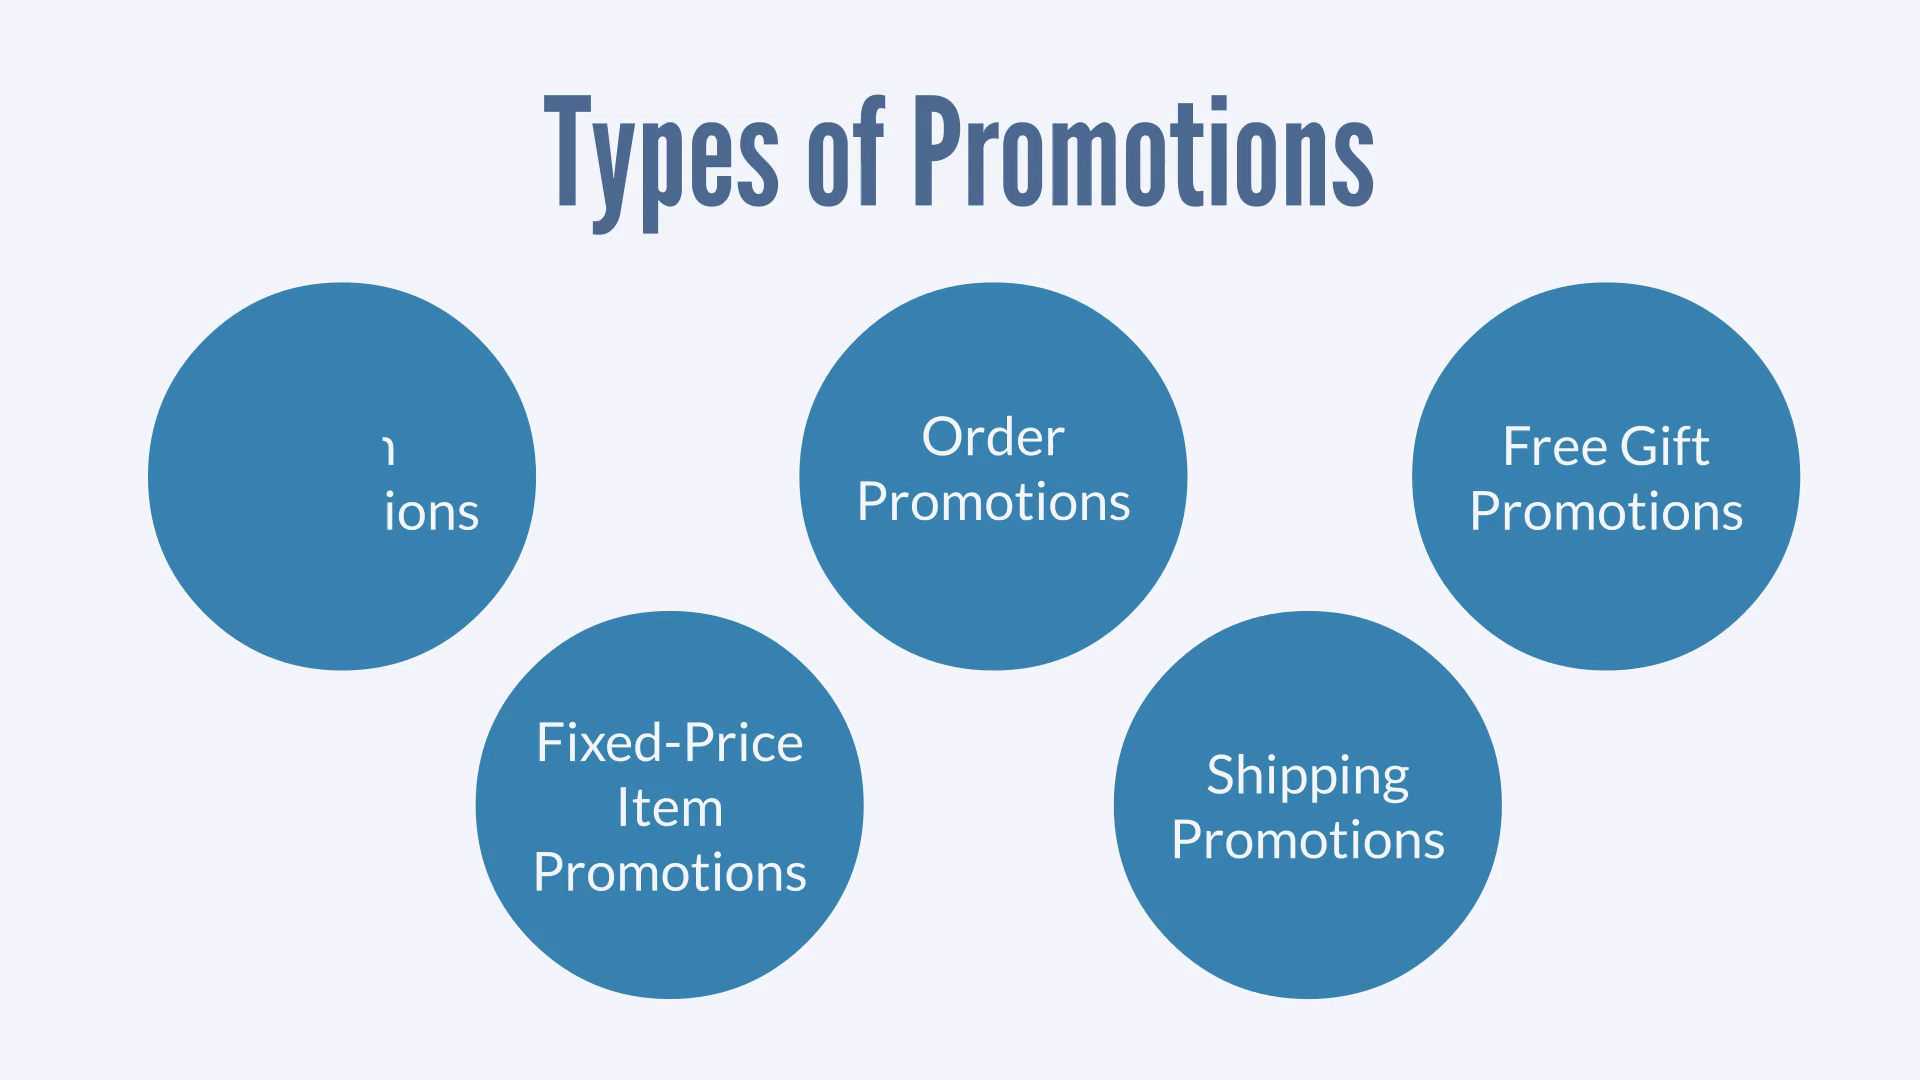 Types of Promotions
ions
Order
Promotions
Free Gift
Promotions
Fixed-Price
Item
Promotions
Shipping
Promotions